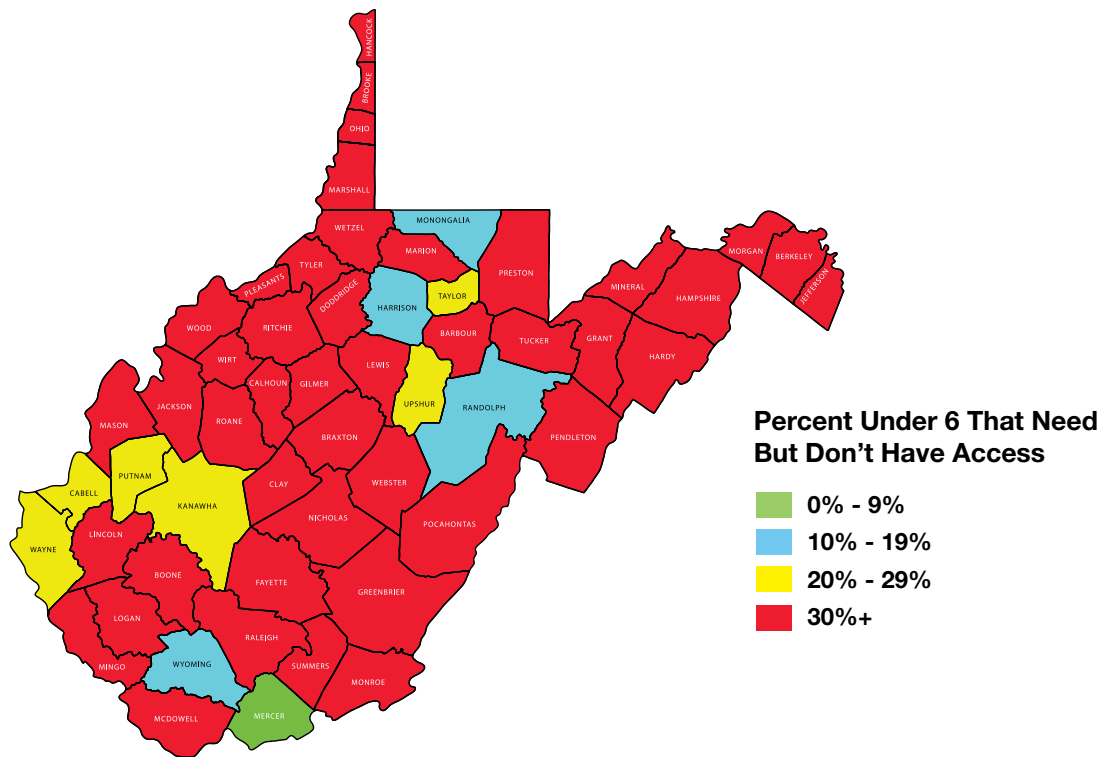 HANCOCK
BROOKE
OHIO
MARSHALL
WETZEL
MONONGALIA
MARION
PRESTON
TYLER
PLEASANTS
DODDRIDGE
HARRISON
TAYLOR
MORGAN
BERKELEY
JEFFERSON
MINERAL
HAMPSHIRE
WOOD
RITCHIE
BARBOUR
TUCKER
GRANT
HARDY
WIRT
CALHOUN
GILMER
LEWIS
UPSHUR
RANDOLPH
PENDLETON
MASON
JACKSON
ROANE
BRAXTON
WEBSTER
POCAHONTAS
PUTNAM
CABELL
KANAWHA
CLAY
NICHOLAS
WAYNE
LINCOLN
BOONE
FAYETTE
GREENBRIER
LOGAN
RALEIGH
MINGO
WYOMING
SUMMERS
MONROE
MCDOWELL
MERCER
Percent Under 6 That Need
But Don't Have Access
0% - 9%
10% - 19%
20% - 29%
30%+